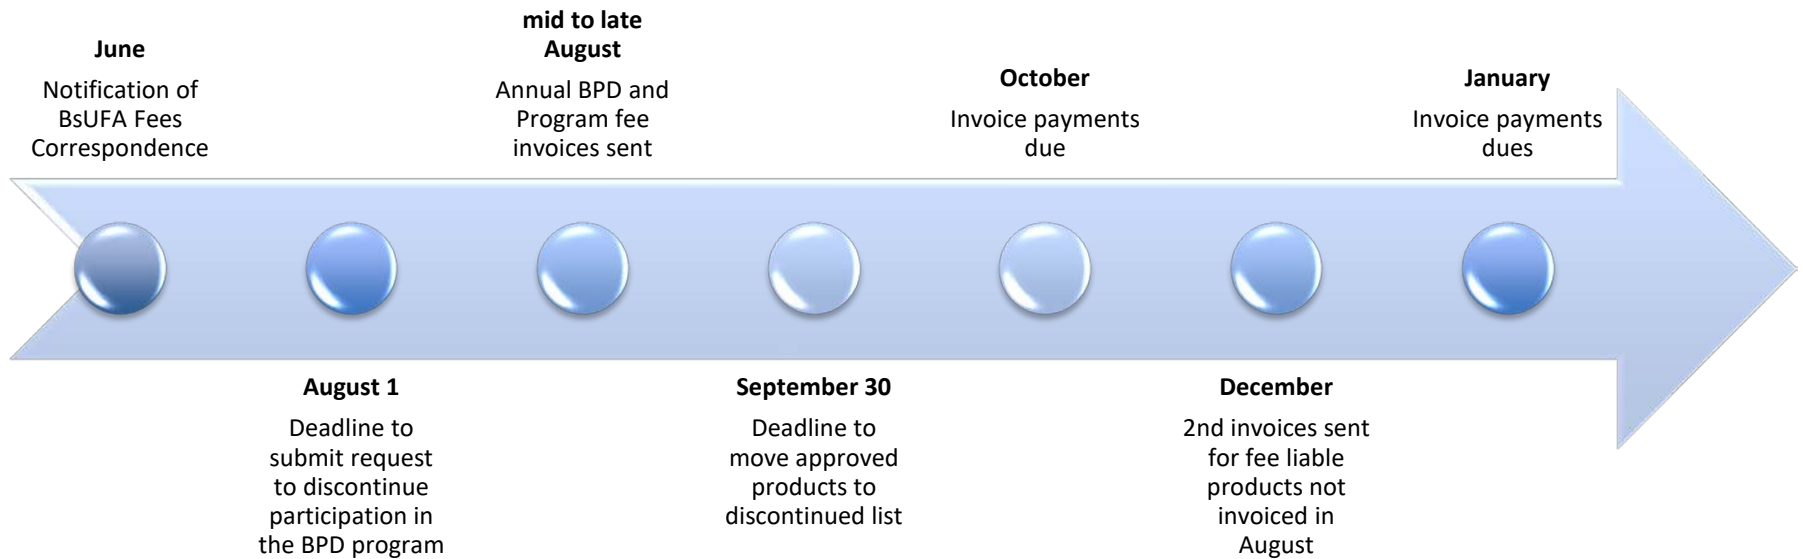 June
Notification of
BsUFA Fees
Correspondence
August 1
Deadline to
submit request
to discontinue
participation in
the BPD program
mid to late
August
Annual BPD and
Program fee
invoices sent
September 30
Deadline to
move approved
products to
discontinued list
October
Invoice payments
due
December
2nd invoices sent
for fee liable
products not
invoiced in
August
January
Invoice payments
dues